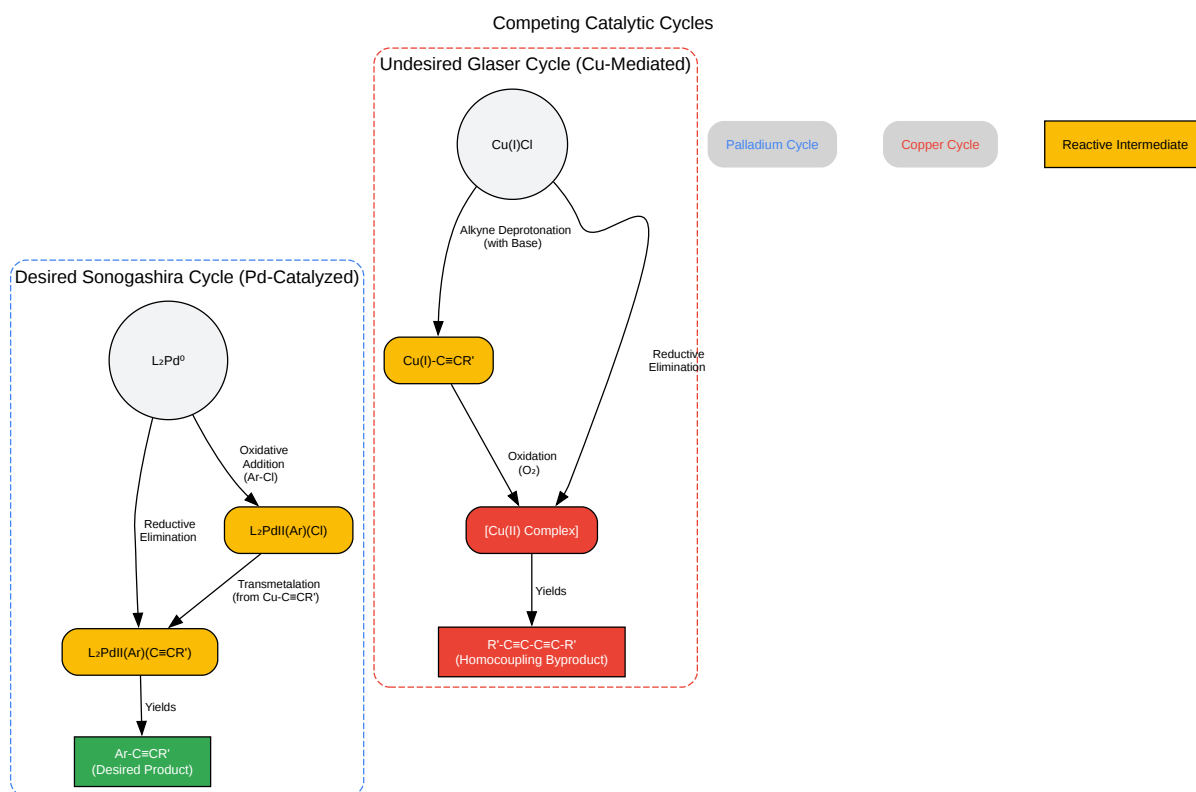 Competing Catalytic Cycles
Undesired Glaser Cycle (Cu-Mediated)
Cu(I)Cl
Palladium Cycle
Copper Cycle
Reactive Intermediate
Alkyne Deprotonation
(with Base)
Desired Sonogashira Cycle (Pd-Catalyzed)
L₂Pd⁰
Cu(I)-C≡CR'
Reductive
Elimination
Oxidative
Addition
(Ar-Cl)
Oxidation
(O₂)
Reductive
Elimination
L₂PdII(Ar)(Cl)
[Cu(II) Complex]
Transmetalation
(from Cu-C≡CR')
Yields
L₂PdII(Ar)(C≡CR')
R'-C≡C-C≡C-R'
(Homocoupling Byproduct)
Yields
Ar-C≡CR'
(Desired Product)